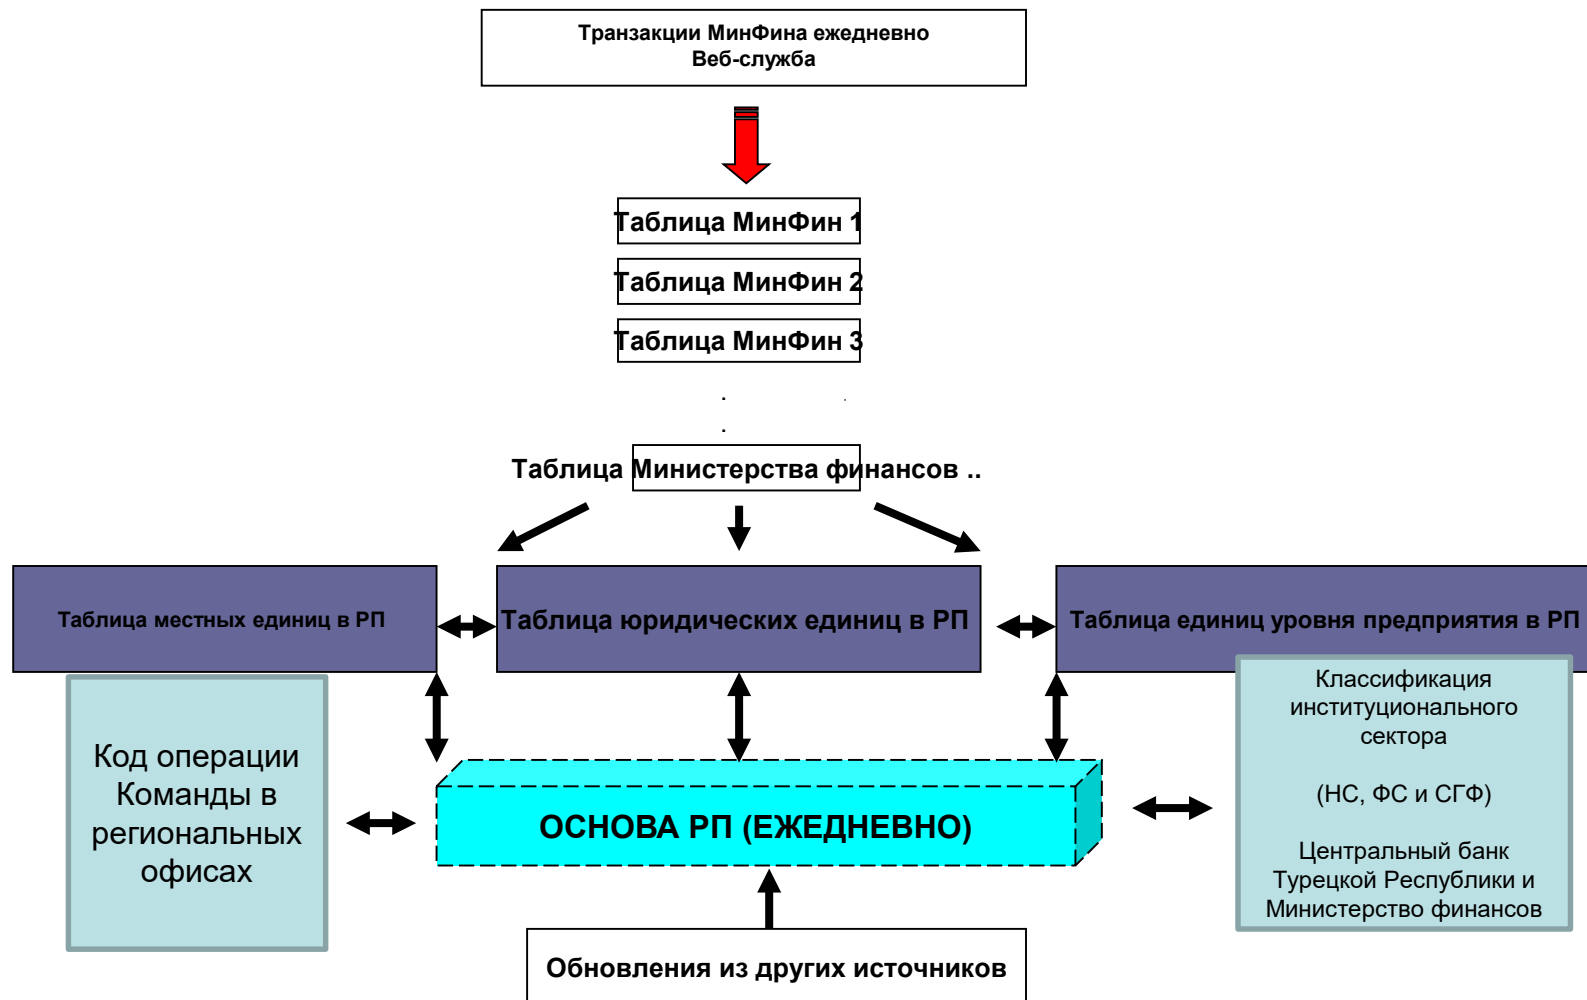 Транзакции МинФина ежедневно
Веб-служба
Таблица МинФин 1
Таблица МинФин 2
Таблица МинФин 3
.
.
.
Таблица Министерства финансов ..
Таблица местных единиц в РП
Таблица юридических единиц в РП
Таблица единиц уровня предприятия в РП
Код операции
Команды в
региональных
офисах
Классификация
институционального
сектора
(НС, ФС и СГФ)
Центральный банк
Турецкой Республики и
Министерство финансов
ОСНОВА РП (ЕЖЕДНЕВНО)
Обновления из других источников